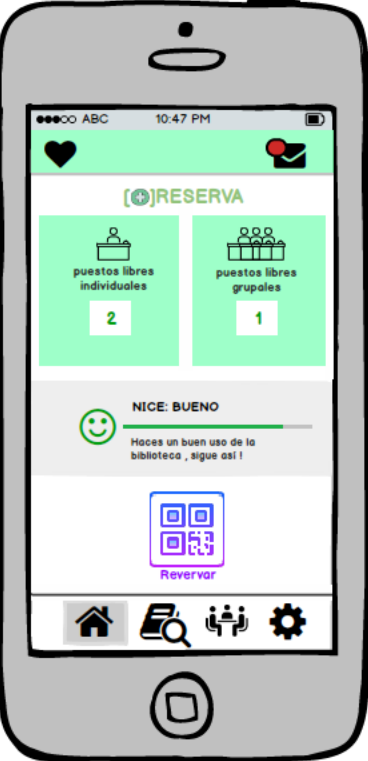 ABC 10:47 PM
[+]RESERVA
puestos libres
individuales
2
puestos libres
grupales
1
NICE: BUENO
Haces un buen uso de la
biblioteca , sigue así !
Revervar